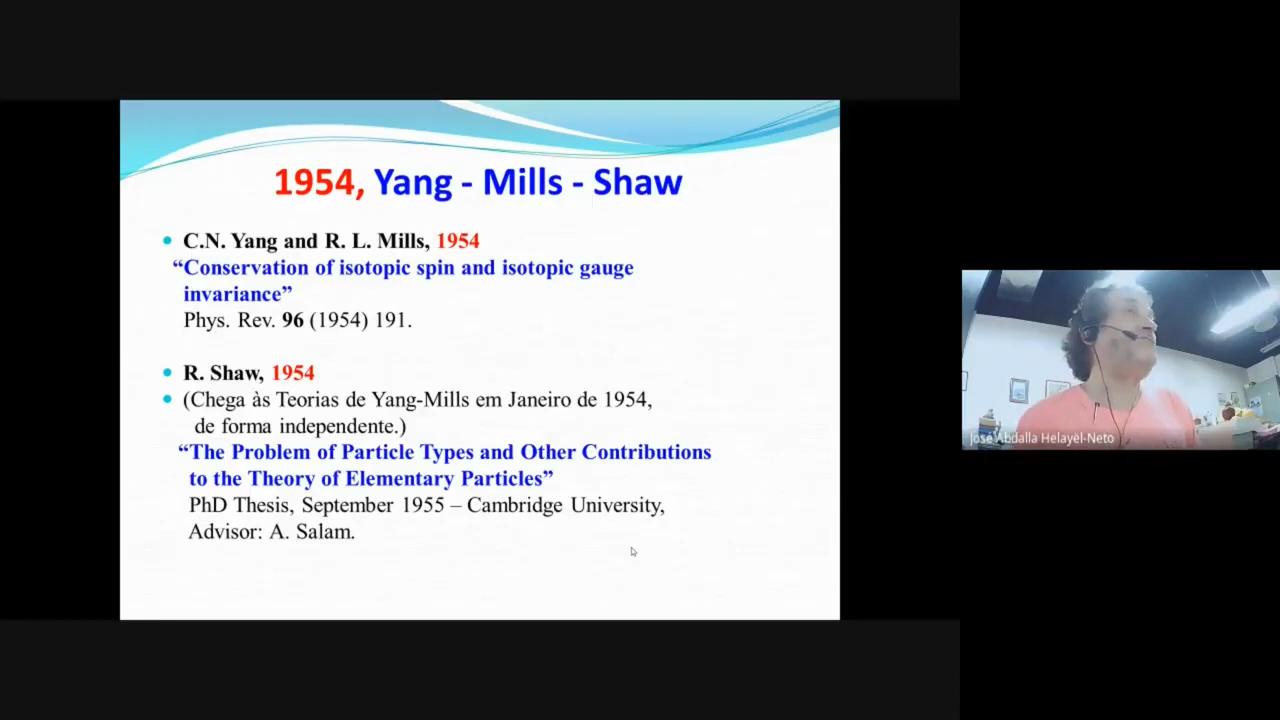 1954, Yang - Mills - Shaw
C.N. Yang and R. L. Mills, 1954
“Conservation of isotopic spin and isotopic gauge
invariance”
Phys. Rev. 96 (1954) 191.
R. Shaw, 1954
(Chega às Teorias de Yang-Mills em Janeiro de 1954,
de forma independente.)
“The Problem of Particle Types and Other Contributions
to the Theory of Elementary Particles”
PhD Thesis, September 1955 – Cambridge University,
Advisor: A. Salam.
José Abdalla Helayël-Neto